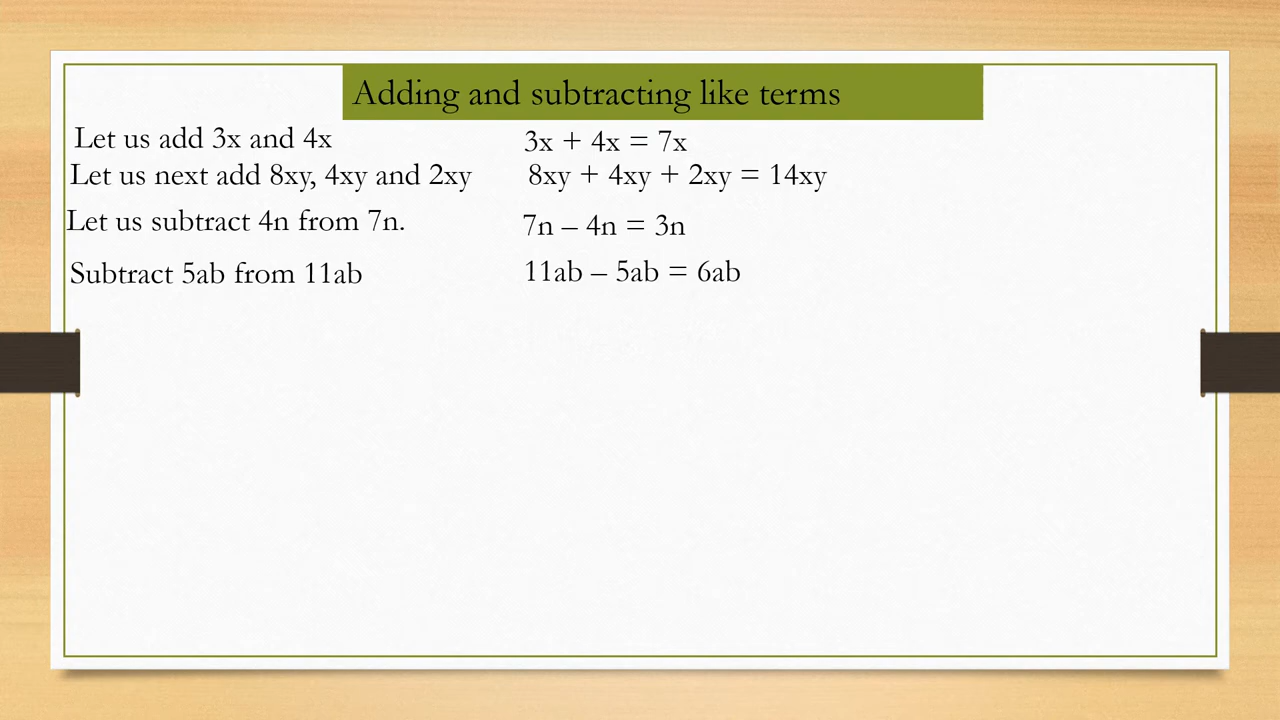 Adding and subtracting like terms
Let us add 3x and 4x
3x + 4x = 7x
Let us next add 8xy, 4xy and 2xy
8xy + 4xy + 2xy = 14xy
Let us subtract 4n from 7n.
7n – 4n = 3n
Subtract 5ab from 11ab
11ab – 5ab = 6ab